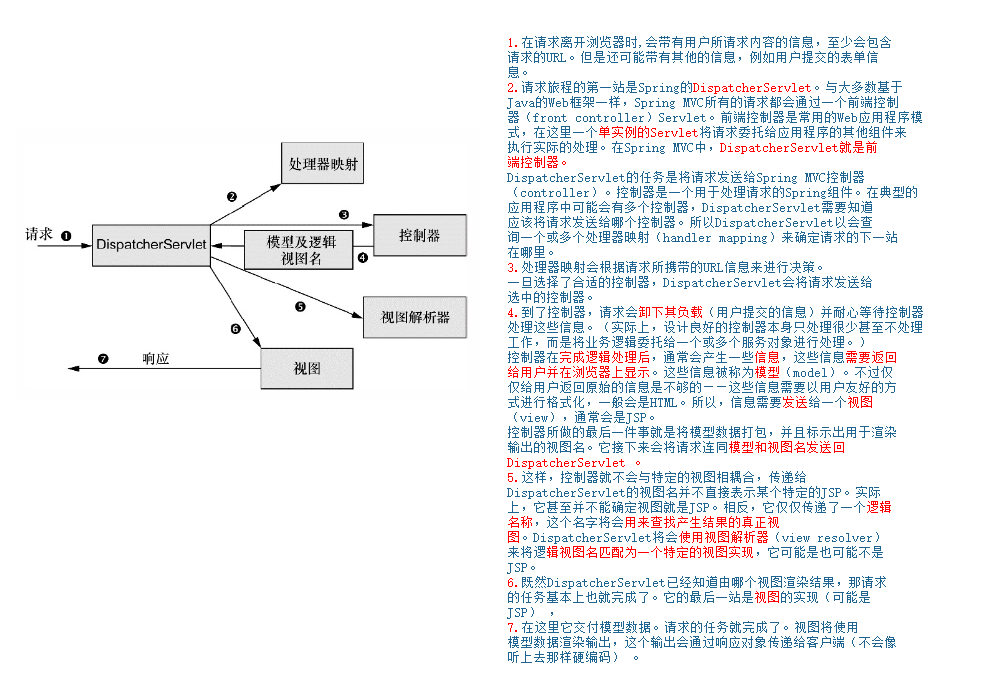 处理器映射
❷
❸
请求 ❶
DispatcherServlet
模型及逻辑
视图名
❹
控制器
❺
视图解析器
❻
❼ 响应
视图
1.在请求离开浏览器时,会带有用户所请求内容的信息，至少会包含
请求的URL。但是还可能带有其他的信息，例如用户提交的表单信
息。
2.请求旅程的第一站是Spring的DispatcherServlet。与大多数基于
Java的Web框架一样，Spring MVC所有的请求都会通过一个前端控制
器（front controller）Servlet。前端控制器是常用的Web应用程序模
式，在这里一个单实例的Servlet将请求委托给应用程序的其他组件来
执行实际的处理。在Spring MVC中，DispatcherServlet就是前
端控制器。
DispatcherServlet的任务是将请求发送给Spring MVC控制器
（controller）。控制器是一个用于处理请求的Spring组件。在典型的
应用程序中可能会有多个控制器，DispatcherServlet需要知道
应该将请求发送给哪个控制器。所以DispatcherServlet以会查
询一个或多个处理器映射（handler mapping）来确定请求的下一站
在哪里。
3.处理器映射会根据请求所携带的URL信息来进行决策。
一旦选择了合适的控制器，DispatcherServlet会将请求发送给
选中的控制器。
4.到了控制器，请求会卸下其负载（用户提交的信息）并耐心等待控制器
处理这些信息。（实际上，设计良好的控制器本身只处理很少甚至不处理
工作，而是将业务逻辑委托给一个或多个服务对象进行处理。）
控制器在完成逻辑处理后，通常会产生一些信息，这些信息需要返回
给用户并在浏览器上显示。这些信息被称为模型（model）。不过仅
仅给用户返回原始的信息是不够的——这些信息需要以用户友好的方
式进行格式化，一般会是HTML。所以，信息需要发送给一个视图
（view），通常会是JSP。
控制器所做的最后一件事就是将模型数据打包，并且标示出用于渲染
输出的视图名。它接下来会将请求连同模型和视图名发送回
DispatcherServlet 。
5.这样，控制器就不会与特定的视图相耦合，传递给
DispatcherServlet的视图名并不直接表示某个特定的JSP。实际
上，它甚至并不能确定视图就是JSP。相反，它仅仅传递了一个逻辑
名称，这个名字将会用来查找产生结果的真正视
图。DispatcherServlet将会使用视图解析器（view resolver）
来将逻辑视图名匹配为一个特定的视图实现，它可能是也可能不是
JSP。
6.既然DispatcherServlet已经知道由哪个视图渲染结果，那请求
的任务基本上也就完成了。它的最后一站是视图的实现（可能是
JSP） ，
7.在这里它交付模型数据。请求的任务就完成了。视图将使用
模型数据渲染输出，这个输出会通过响应对象传递给客户端（不会像
听上去那样硬编码） 。